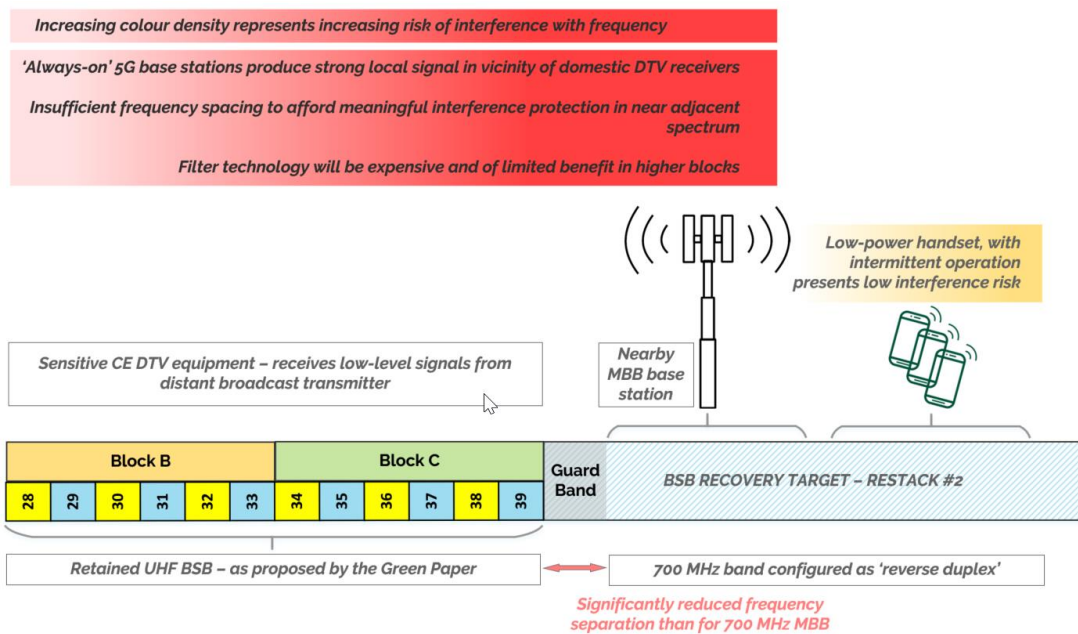 Increasing colour density represents increasing risk of interference with frequency
‘Always-on’ 5G base stations produce strong local signal in vicinity of domestic DTV receivers
Insufficient frequency spacing to afford meaningful interference protection in near adjacent
spectrum
Filter technology will be expensive and of limited benefit in higher blocks
Low-power handset, with
intermittent operation
presents low interference risk
Sensitive CE DTV equipment – receives low-level signals from
distant broadcast transmitter
Nearby
MBB base
station
Block B
Block C
Guard
Band
BSB RECOVERY TARGET – RESTACK #2
28
29
30
31
32
33
34
35
36
37
38
39
Retained UHF BSB – as proposed by the Green Paper
700 MHz band configured as ‘reverse duplex’
Significantly reduced frequency
separation than for 700 MHz MBB